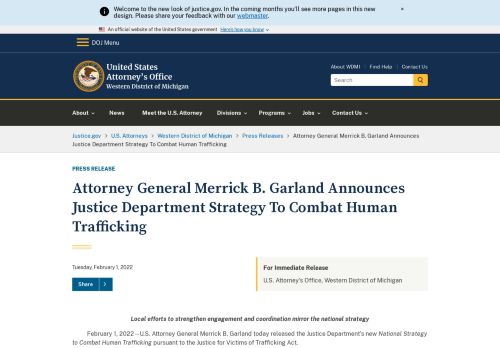 Welcome to the new look of justice.gov. In the coming months you'll see more pages in this new
design. Please share your feedback with our webmaster.
×
An official website of the United States government Here's how you know
DOJ Menu
United States
Attorney's Office
Western District of Michigan
About WDMI Find Help Contact Us
Search
About News Meet the U.S. Attorney Divisions Programs Jobs Contact Us
Justice.gov > U.S. Attorneys > Western District of Michigan > Press Releases > Attorney General Merrick B. Garland Announces
Justice Department Strategy To Combat Human Trafficking
PRESS RELEASE
Attorney General Merrick B. Garland Announces
Justice Department Strategy To Combat Human
Trafficking
Tuesday, February 1, 2022
Share >
For Immediate Release
U.S. Attorney's Office, Western District of Michigan
Local efforts to strengthen engagement and coordination mirror the national strategy
February 1, 2022 – U.S. Attorney General Merrick B. Garland today released the Justice Department's new National Strategy
to Combat Human Trafficking pursuant to the Justice for Victims of Trafficking Act.